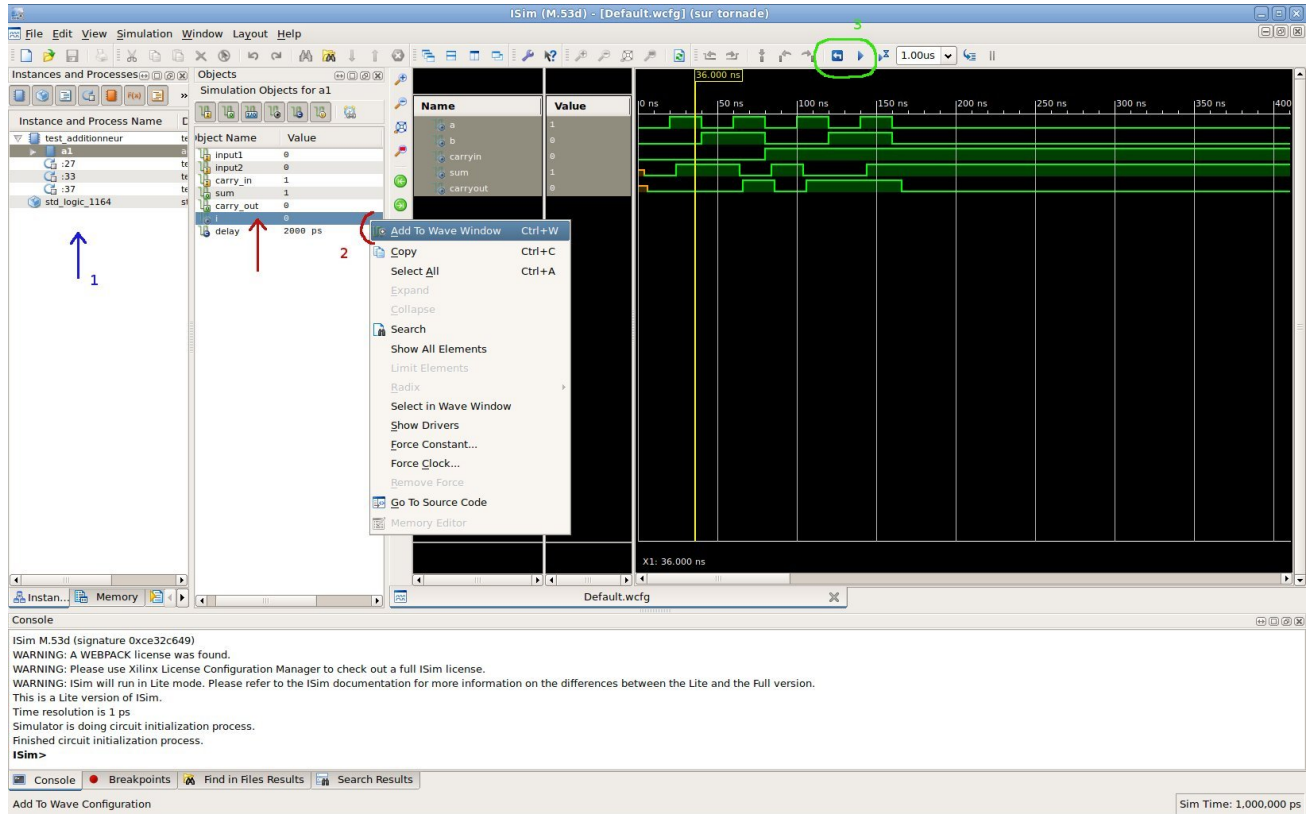 ISim (M.53d) - [Default.wcfg] (sur tornade)
File Edit View Simulation Window Layout Help
1.00us
Instances and Processes
Instance and Process Name
test_additionneur
a1
:27
:33
:37
std_logic_1164
1
Instan... Memory
Objects
Simulation Objects for a1
bject Name Value
input1 0
input2 0
carry_in 1
sum 1
carry_out 0
i 0
delay 2000 ps
2
Add To Wave Window Ctrl+W
Copy Ctrl+C
Select All Ctrl+A
Expand
Collapse
Search
Show All Elements
Limit Elements
Radix
Select in Wave Window
Show Drivers
Force Constant...
Force Clock...
Remove Force
Go To Source Code
Memory Editor
Name Value
a 1
b 0
carryin 0
sum 1
carryout 0
36.000 ns
0 ns 50 ns 100 ns 150 ns 200 ns 250 ns 300 ns 350 ns 400
X1: 36.000 ns
Default.wcfg
Console
ISim M.53d (signature 0xce32c649)
WARNING: A WEBPACK license was found.
WARNING: Please use Xilinx License Configuration Manager to check out a full ISim license.
WARNING: ISim will run in Lite mode. Please refer to the ISim documentation for more information on the differences between the Lite and the Full version.
This is a Lite version of ISim.
Time resolution is 1 ps
Simulator is doing circuit initialization process.
Finished circuit initialization process.
ISim>
Console Breakpoints Find in Files Results Search Results
Add To Wave Configuration Sim Time: 1,000,000 ps